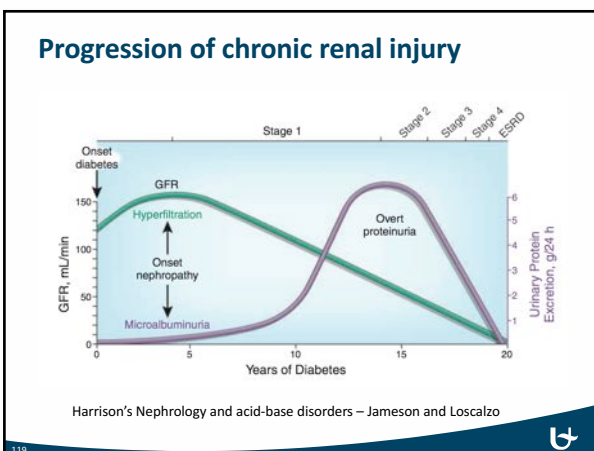 Progression of chronic renal injury
Stage 1
Stage 2
Stage 3
Stage 4
ESRD
Onset
diabetes
GFR
Hyperfiltration
Onset
nephropathy
Microalbuminuria
Overt
proteinuria
GFR, mL/min
150
100
50
0
Urinary Protein
Excretion, g/24 h
6
5
4
3
2
1
0
5
10
15
20
Years of Diabetes
Harrison's Nephrology and acid-base disorders – Jameson and Loscalzo
119